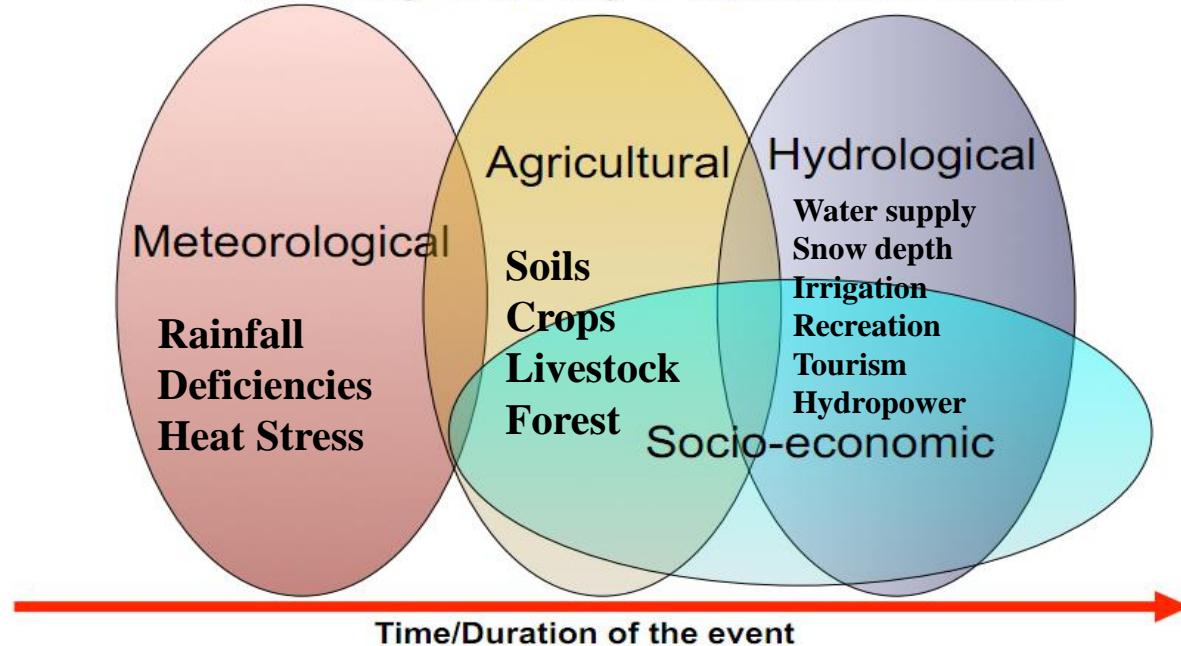 Meteorological
Rainfall
Deficiencies
Heat Stress
Agricultural
Soils
Crops
Livestock
Forest
Hydrological
Water supply
Snow depth
Irrigation
Recreation
Tourism
Hydropower
Socio-economic
Time/Duration of the event